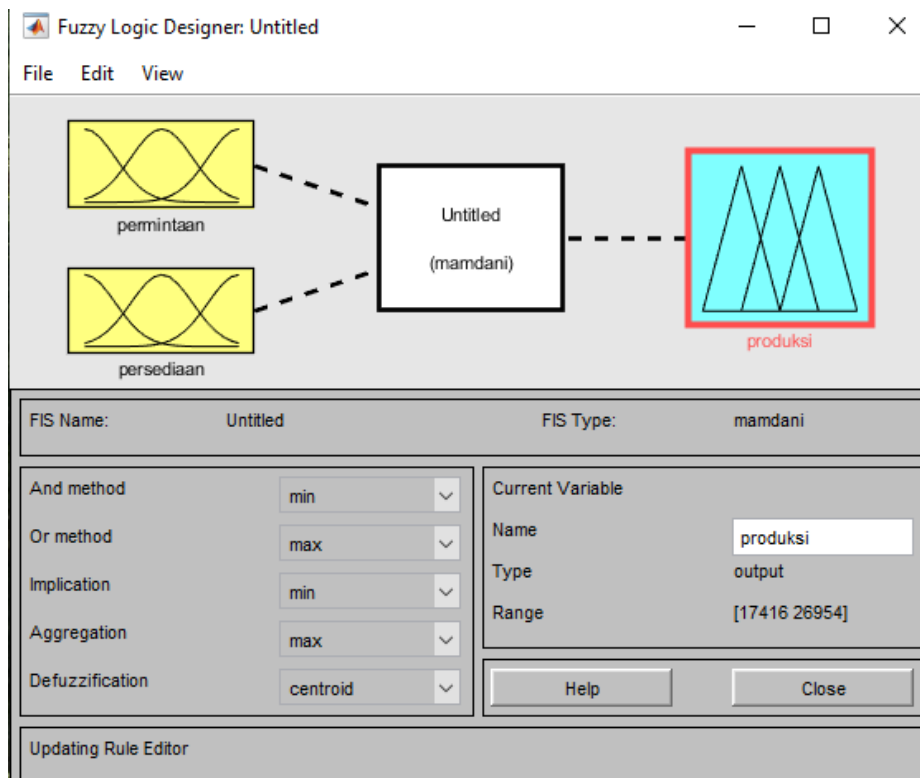 Fuzzy Logic Designer: Untitled
File Edit View
permintaan
persediaan
Untitled
(mamdani)
produksi
FIS Name: Untitled FIS Type: mamdani
And method min
Or method max
Implication min
Aggregation max
Defuzzification centroid
Current Variable
Name produksi
Type output
Range [17416 26954]
Help Close
Updating Rule Editor